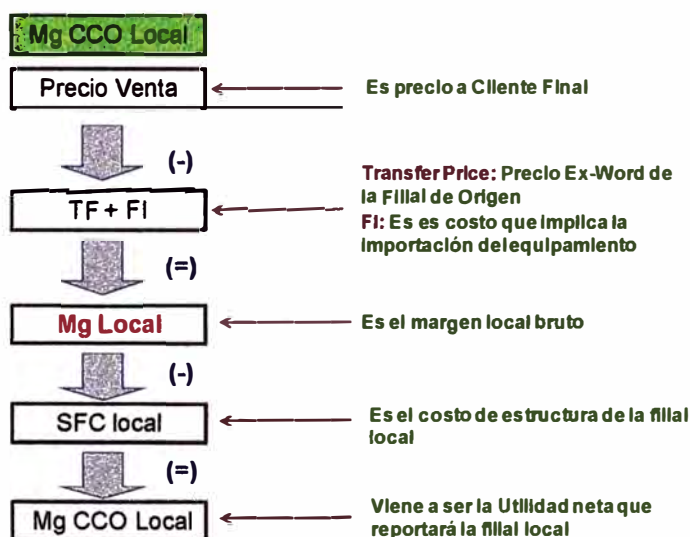 Mg CCO Local
Precio Venta
Es precio a Cliente Final
(-)
TF + FI
Transfer Price: Precio Ex-Word de
la Filial de Origen
FI: Es es costo que implica la
importación del equipamiento
(=)
Mg Local
Es el margen local bruto
(-)
SFC local
Es el costo de estructura de la filial
local
(=)
Mg CCO Local
Viene a ser la Utilidad neta que
reportará la filial local